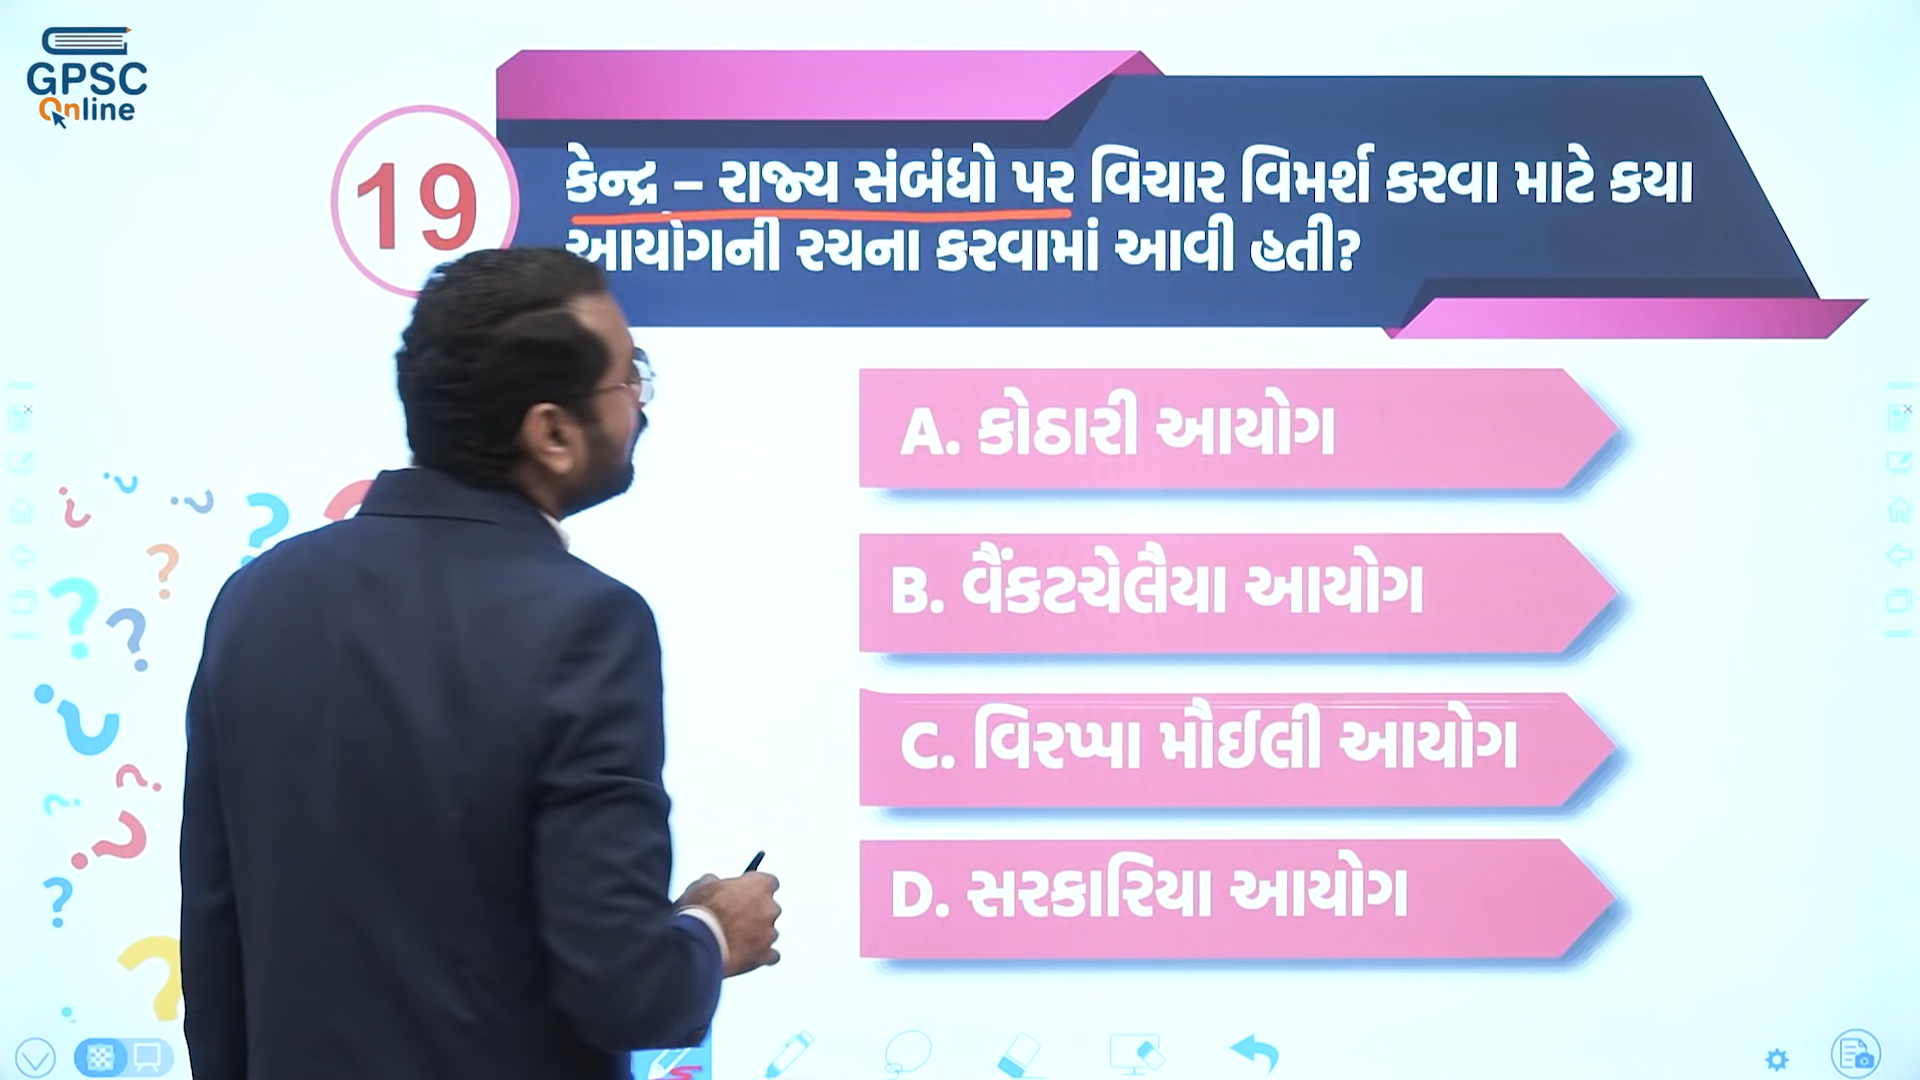 GPSC
Online
19
કેન્દ્ર – રાજ્ય સંબંધો પર વિચાર વિમર્શ કરવા માટે કયા
આયોગની રચના કરવામાં આવી હતી?
A. કોઠારી આયોગ
B. વૈંકટચેલૈયા આયોગ
C. વિરપ્પા મૌઈલી આયોગ
D. સરકારિયા આયોગ